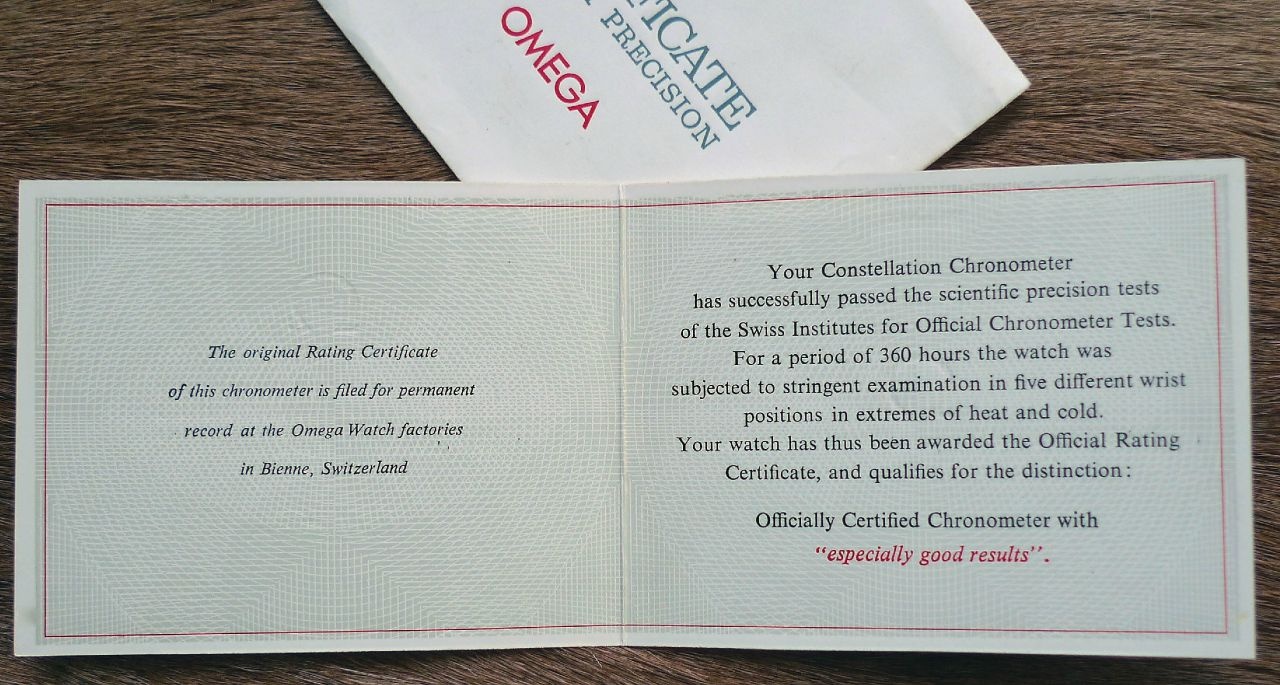 FICATE
PRECISION
OMEGA
The original Rating Certificate
of this chronometer is filed for permanent
record at the Omega Watch factories
in Bienne, Switzerland
Your Constellation Chronometer
has successfully passed the scientific precision tests
of the Swiss Institutes for Official Chronometer Tests.
For a period of 360 hours the watch was
subjected to stringent examination in five different wrist
positions in extremes of heat and cold.
Your watch has thus been awarded the Official Rating
Certificate, and qualifies for the distinction:
Officially Certified Chronometer with
“especially good results”.